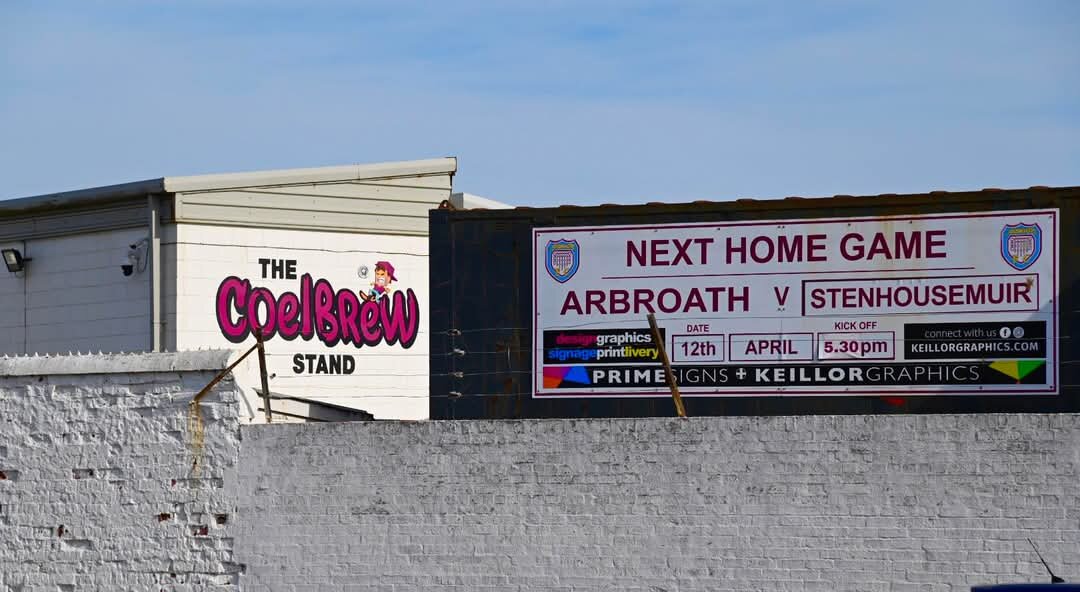 THE
@
COelBReW
STAND
NEXT HOME GAME
ARBROATH V STENHOUSEMUIR
designgraphics
signageprintlivery
DATE
12th
APRIL
KICK OFF
5.30pm
connect with us
KEILLORGRAPHICS.COM
PRIMESIGNS + KEILLORGRAPHICS